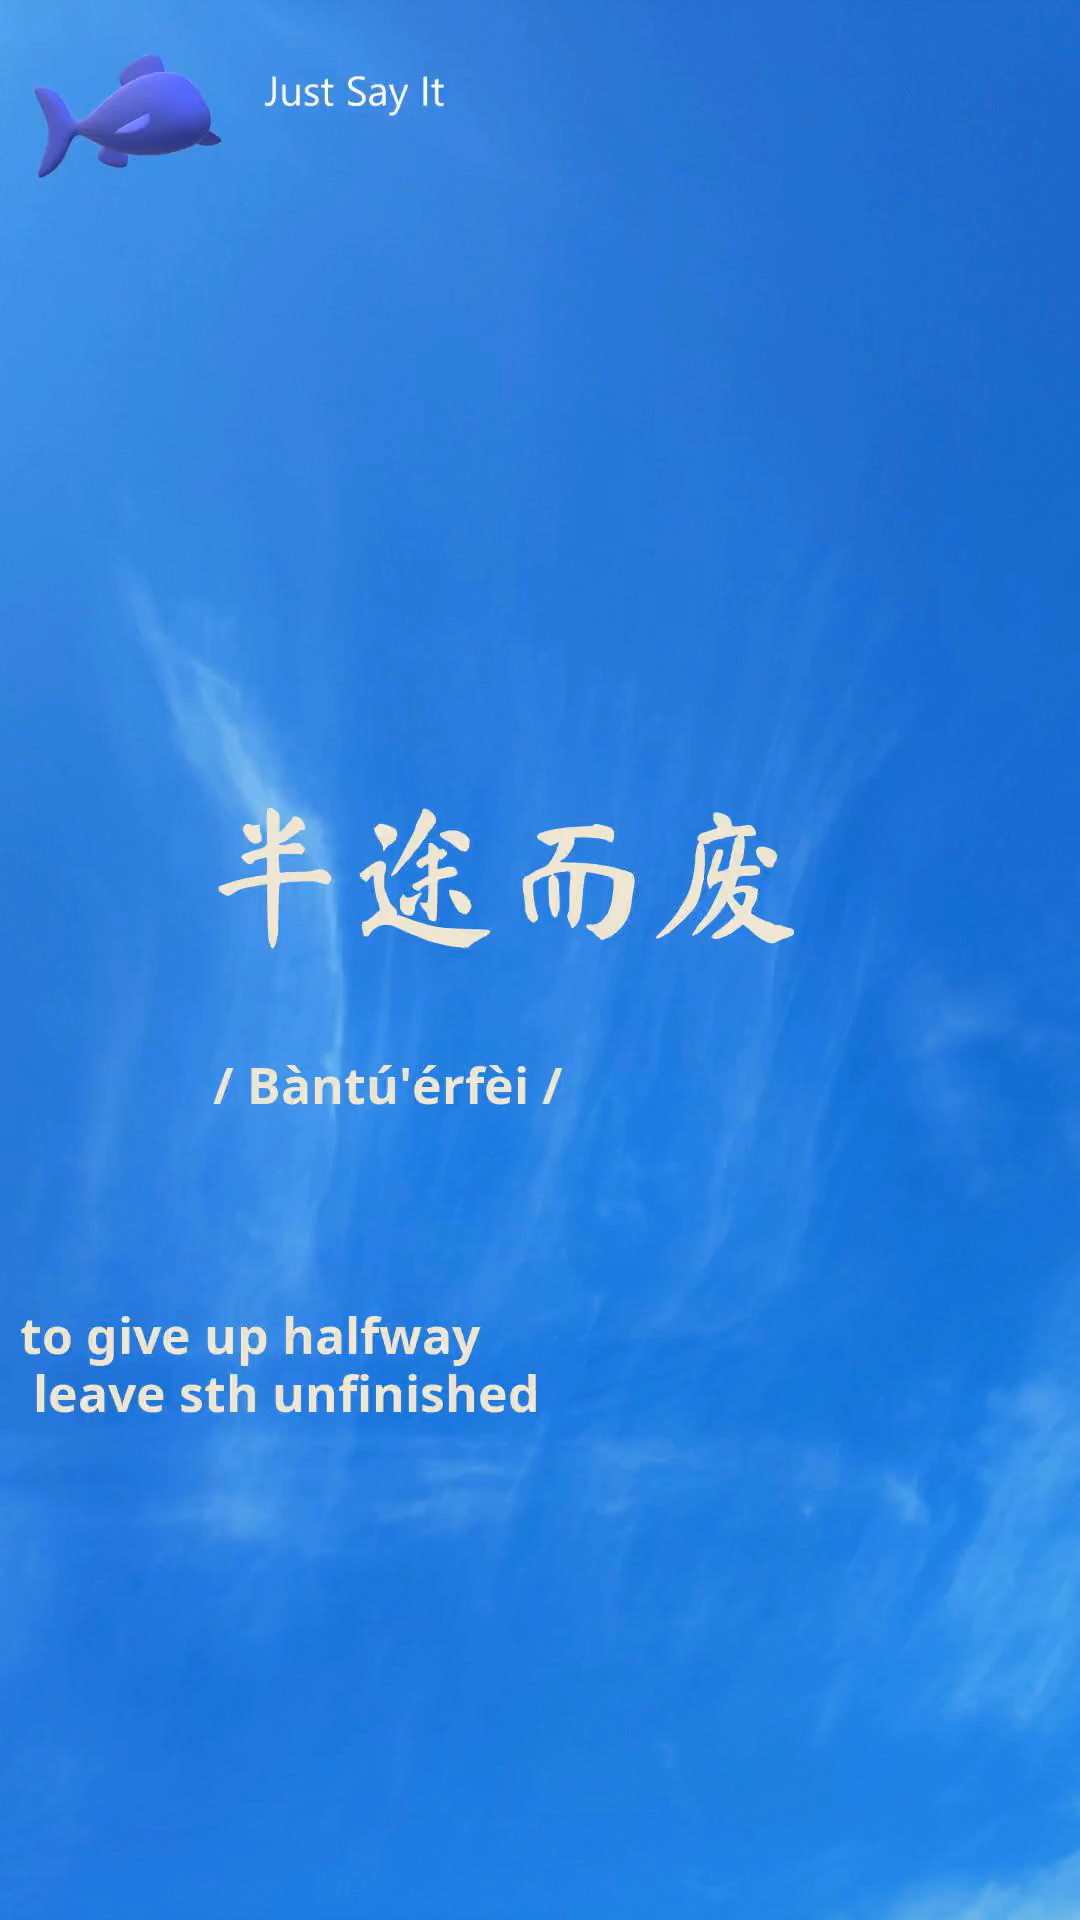 Just Say It
半途而废
/ Bàntú'érfèi /
to give up halfway
leave sth unfinished